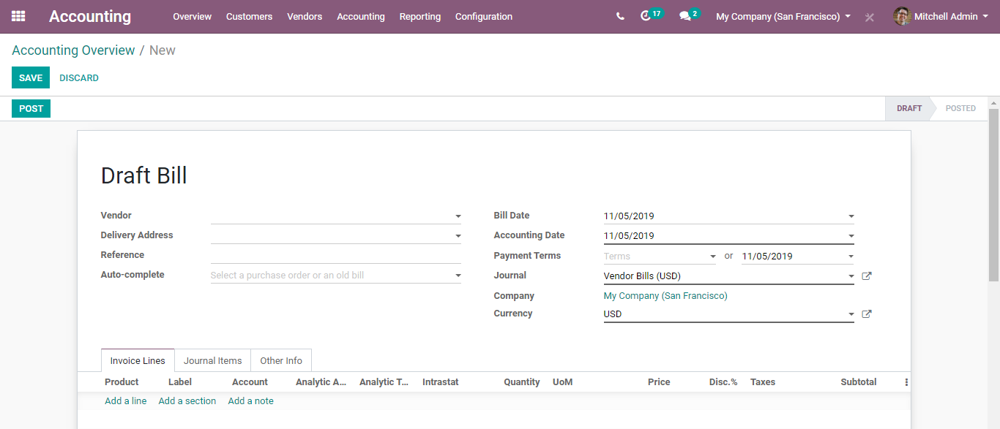 Accounting Overview Customers Vendors Accounting Reporting Configuration 17 2 My Company (San Francisco) Mitchell Admin
Accounting Overview / New
SAVE DISCARD
POST DRAFT POSTED
Draft Bill
Vendor Bill Date 11/05/2019
Delivery Address Accounting Date 11/05/2019
Reference Payment Terms Terms or 11/05/2019
Auto-complete Select a purchase order or an old bill Journal Vendor Bills (USD)
Company My Company (San Francisco)
Currency USD
Invoice Lines Journal Items Other Info
Product Label Account Analytic A... Analytic T... Intrastat Quantity UoM Price Disc.% Taxes Subtotal
Add a line Add a section Add a note